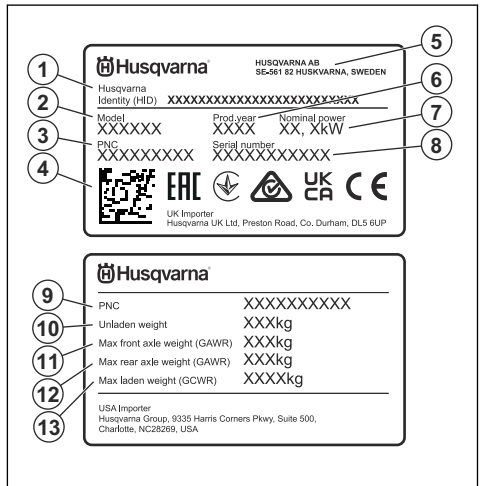 Husqvarna
HUSQVARNA AB
SE-561 82 HUSKVARNA, SWEDEN
5
1
Husqvarna
Identity (HID) XXXXXXXXXXXXXXXXXXXXXXXXXXX
6
2
Model Prod.year Nominal power
XXXXXX XXXX XX, XkW
7
3
PNC Serial number
XXXXXXXXX XXXXXXXXXXX
8
4
EAC UK CA CE
UK Importer
Husqvarna UK Ltd, Preston Road, Co. Durham, DL5 6UP
Husqvarna
9
PNC XXXXXXXXXX
10
Unladen weight XXXkg
11
Max front axle weight (GAWR) XXXkg
12
Max rear axle weight (GAWR) XXXkg
13
Max laden weight (GCWR) XXXXkg
USA Importer
Husqvarna Group, 9335 Harris Corners Pkwy, Suite 500,
Charlotte, NC28269, USA